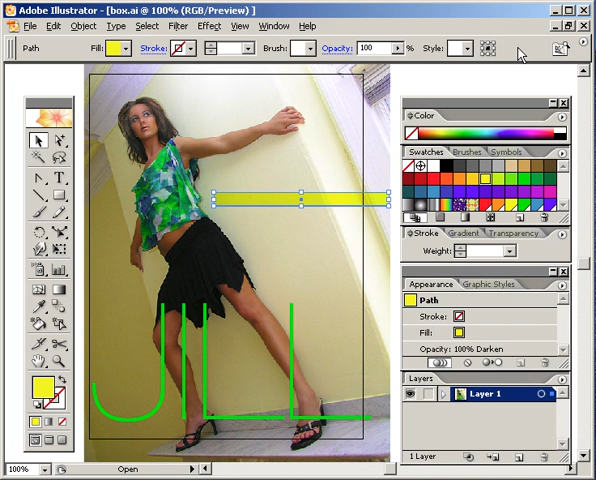 Adobe Illustrator - [box.ai @ 100% (RGB/Preview) ]
File Edit Object Type Select Filter Effect View Window Help
Path Fill: Stroke: Brush: Opacity: 100 % Style:
Color
Swatches Brushes Symbols
Stroke Gradient Transparency
Weight:
Appearance Graphic Styles
Path
Stroke:
Fill:
Opacity: 100% Darken
Layers
Layer 1
1 Layer
JILL
100% Open